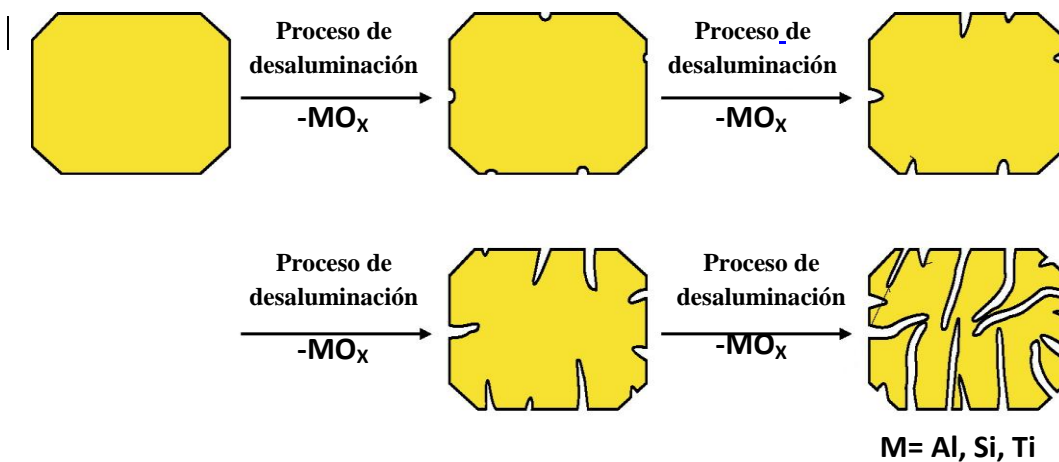 Proceso de
desaluminación
-MOX
Proceso de
desaluminación
-MOX
Proceso de
desaluminación
-MOX
Proceso de
desaluminación
-MOX
M= Al, Si, Ti